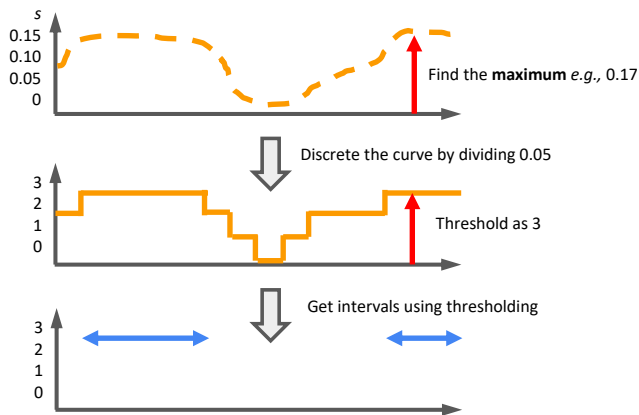 s
0.15
0.10
0.05
0
Find the maximum e.g., 0.17
Discrete the curve by dividing 0.05
3
2
1
0
Threshold as 3
Get intervals using thresholding
3
2
1
0